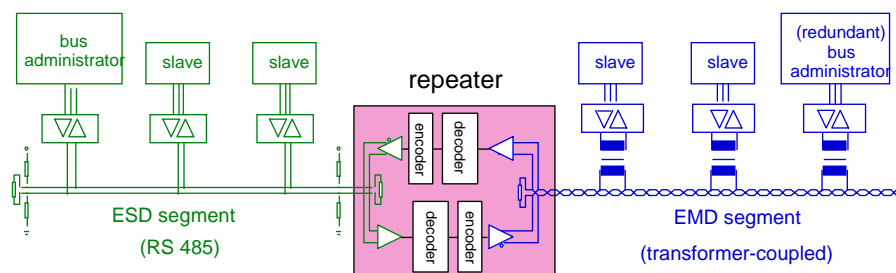 bus
administrator
slave
slave
repeater
slave
slave
(redundant)
bus
administrator
encoder
decoder
decoder
encoder
ESD segment
(RS 485)
EMD segment
(transformer-coupled)